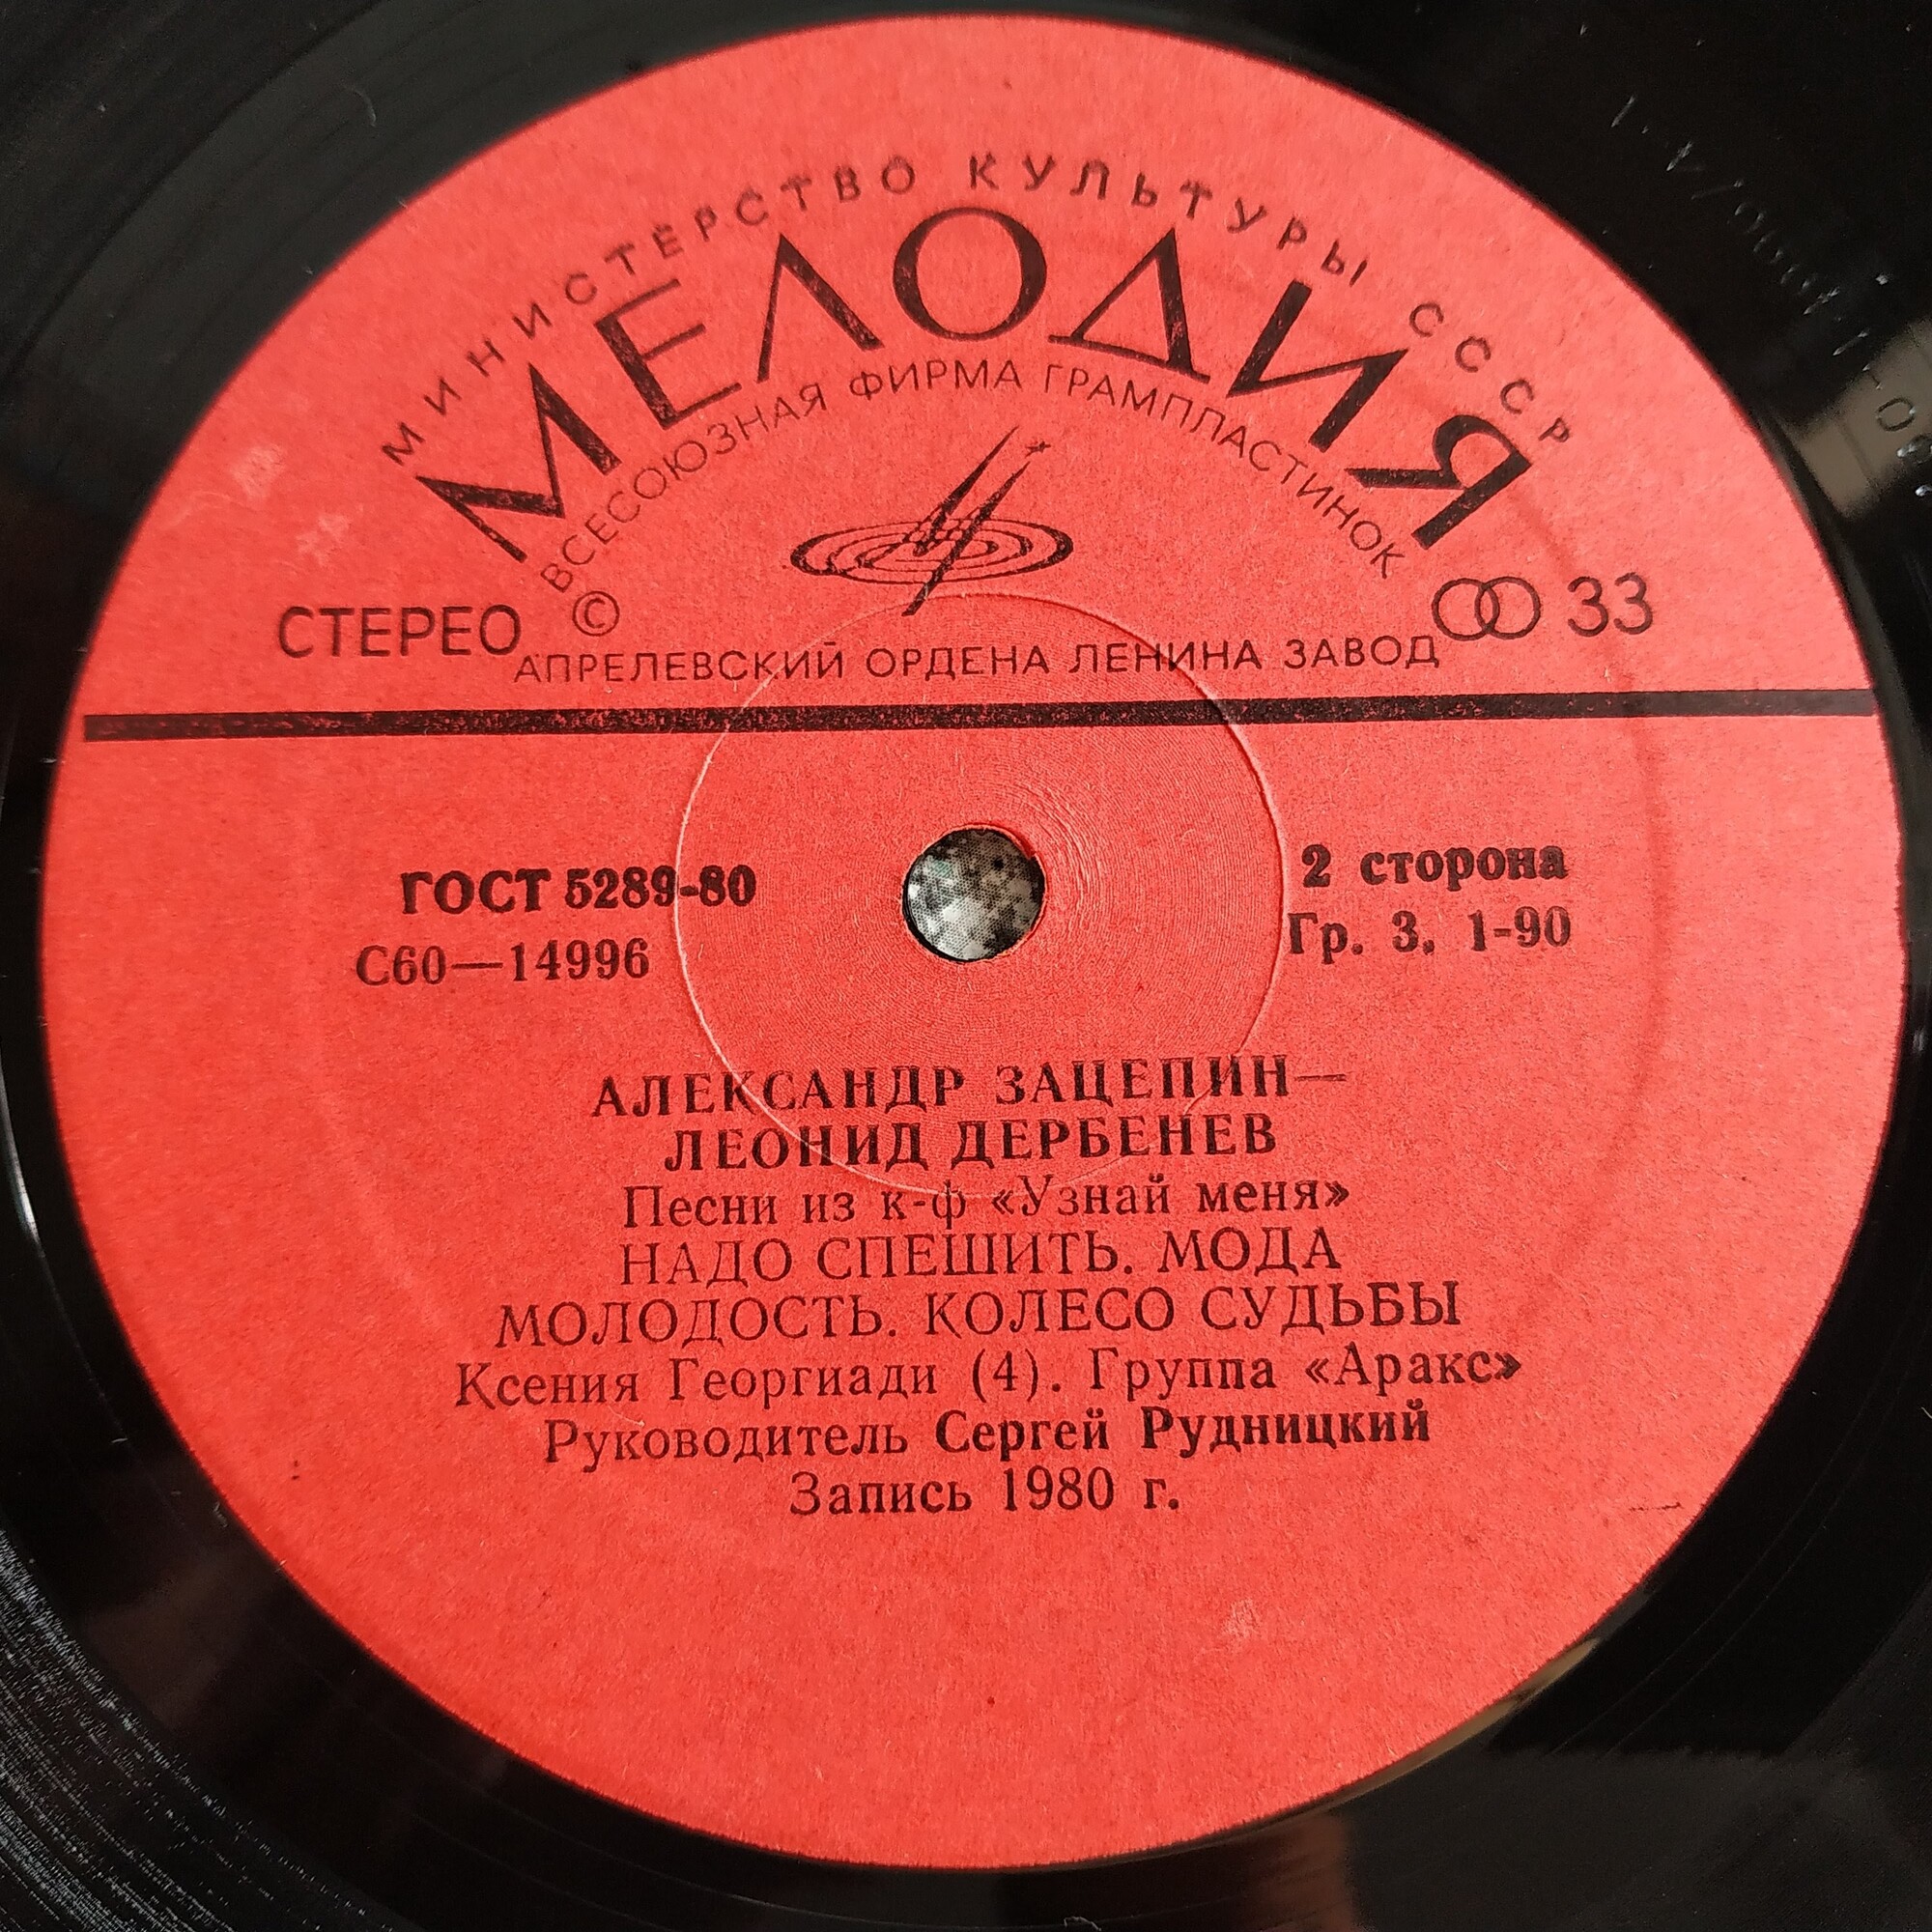 МИНИСТЕРСТВО КУЛЬТУРЫ СССР
МЕЛОДИЯ
ВСЕСОЮЗНАЯ ФИРМА ГРАМПЛАСТИНОК
©
СТЕРЕО
33
АПРЕЛЕВСКИЙ ОРДЕНА ЛЕНИНА ЗАВОД
ГОСТ 5289-80
С60—14996
2 сторона
Гр. 3. 1-90
АЛЕКСАНДР ЗАЦЕПИН—
ЛЕОНИД ДЕРБЕНЕВ
Песни из к-ф «Узнай меня»
НАДО СПЕШИТЬ. МОДА
МОЛОДОСТЬ. КОЛЕСО СУДЬБЫ
Ксения Георгиади (4). Группа «Аракс»
Руководитель Сергей Рудницкий
Запись 1980 г.